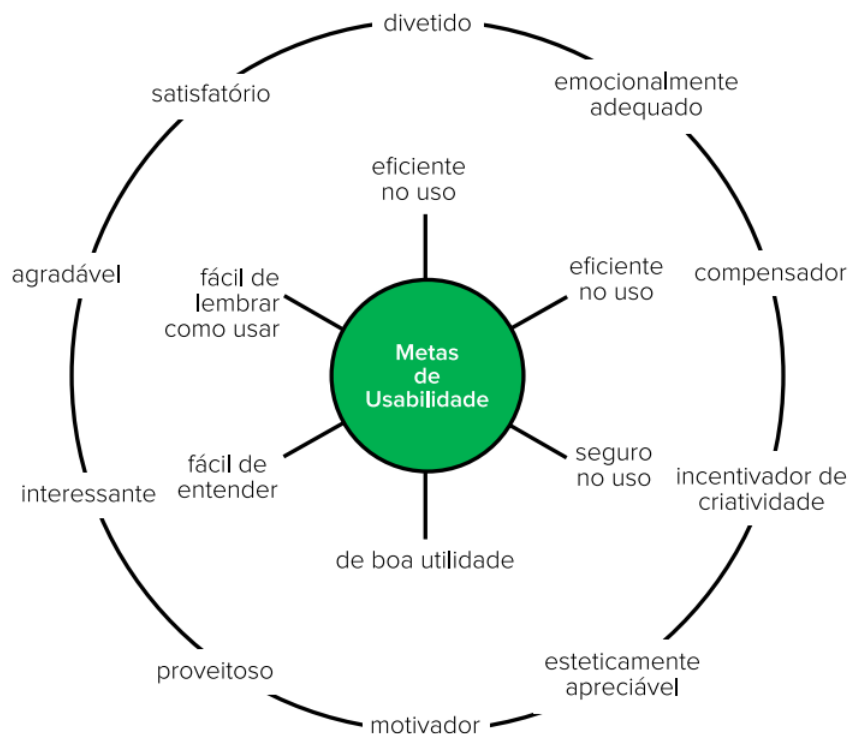 divetido
emocionalmente
adequado
satisfatório
eficiente
no uso
agradável
fácil de
lembrar
como usar
eficiente
no uso
compensador
Metas
de
Usabilidade
interessante
fácil de
entender
seguro
no uso
incentivador de
criatividade
de boa utilidade
proveitoso
esteticamente
apreciável
motivador